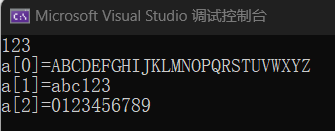 Microsoft Visual Studio 调试控制台
123
a[0]=ABCDEFGHIJKLMNOPQRSTUVWXYZ
a[1]=abc123
a[2]=0123456789